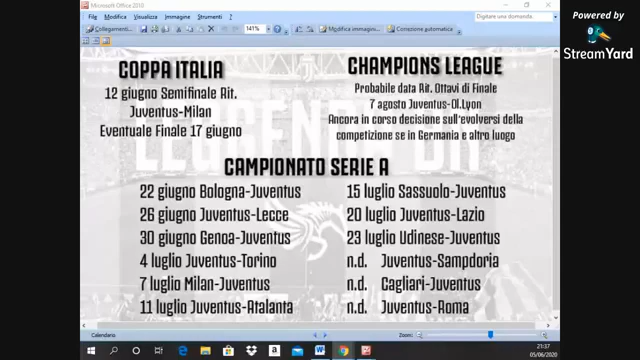 Microsoft Office 2010
File Modifica Visualizza Immagine Strumenti ?
Digitare una domanda
Collegamenti... 141% Modifica immagini... Correzione automatica
Powered by
StreamYard
COPPA ITALIA
12 giugno Semifinale Rit.
Juventus-Milan
Eventuale Finale 17 giugno
CHAMPIONS LEAGUE
Probabile data Rit. Ottavi di Finale
7 agosto Juventus-Ol.Lyon
Ancora in corso decisione sull'evolversi della
competizione se in Germania e altro luogo
CAMPIONATO SERIE A
22 giugno Bologna-Juventus
26 giugno Juventus-Lecce
30 giugno Genoa-Juventus
4 luglio Juventus-Torino
7 luglio Milan-Juventus
11 luglio Juventus-Atalanta
15 luglio Sassuolo-Juventus
20 luglio Juventus-Lazio
23 luglio Udinese-Juventus
n.d. Juventus-Sampdoria
n.d. Cagliari-Juventus
n.d. Juventus-Roma
Calendario
Zoom:
21:37
05/06/2020